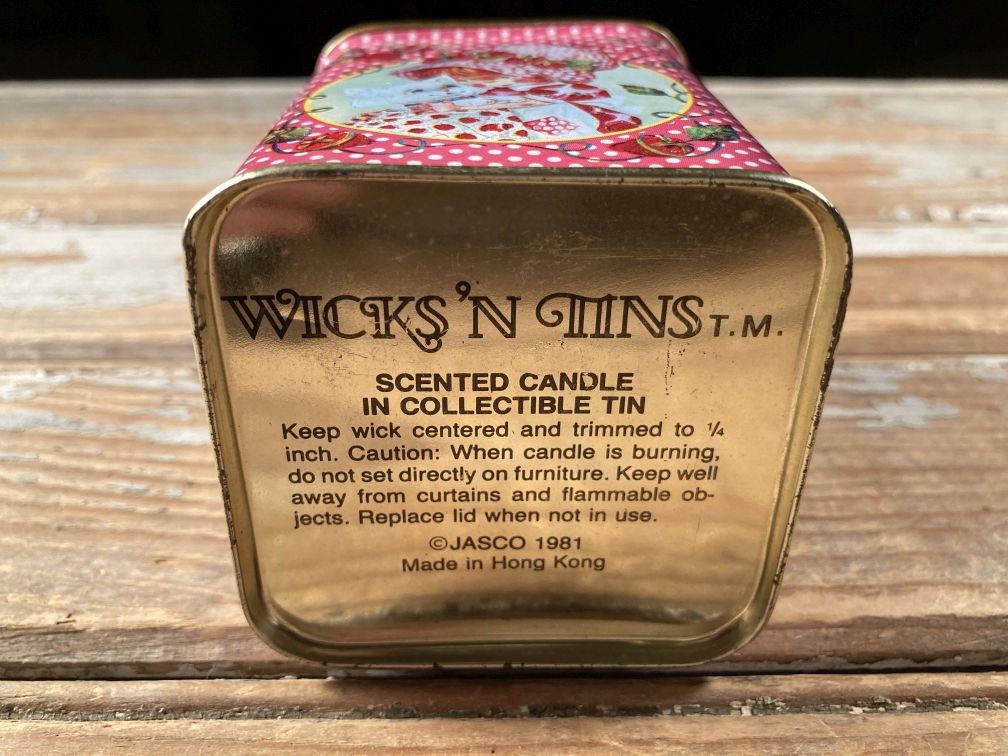 WICKS 'N TINS T.M.
SCENTED CANDLE
IN COLLECTIBLE TIN
Keep wick centered and trimmed to ¼
inch. Caution: When candle is burning,
do not set directly on furniture. Keep well
away from curtains and flammable ob-
jects. Replace lid when not in use.
©JASCO 1981
Made in Hong Kong